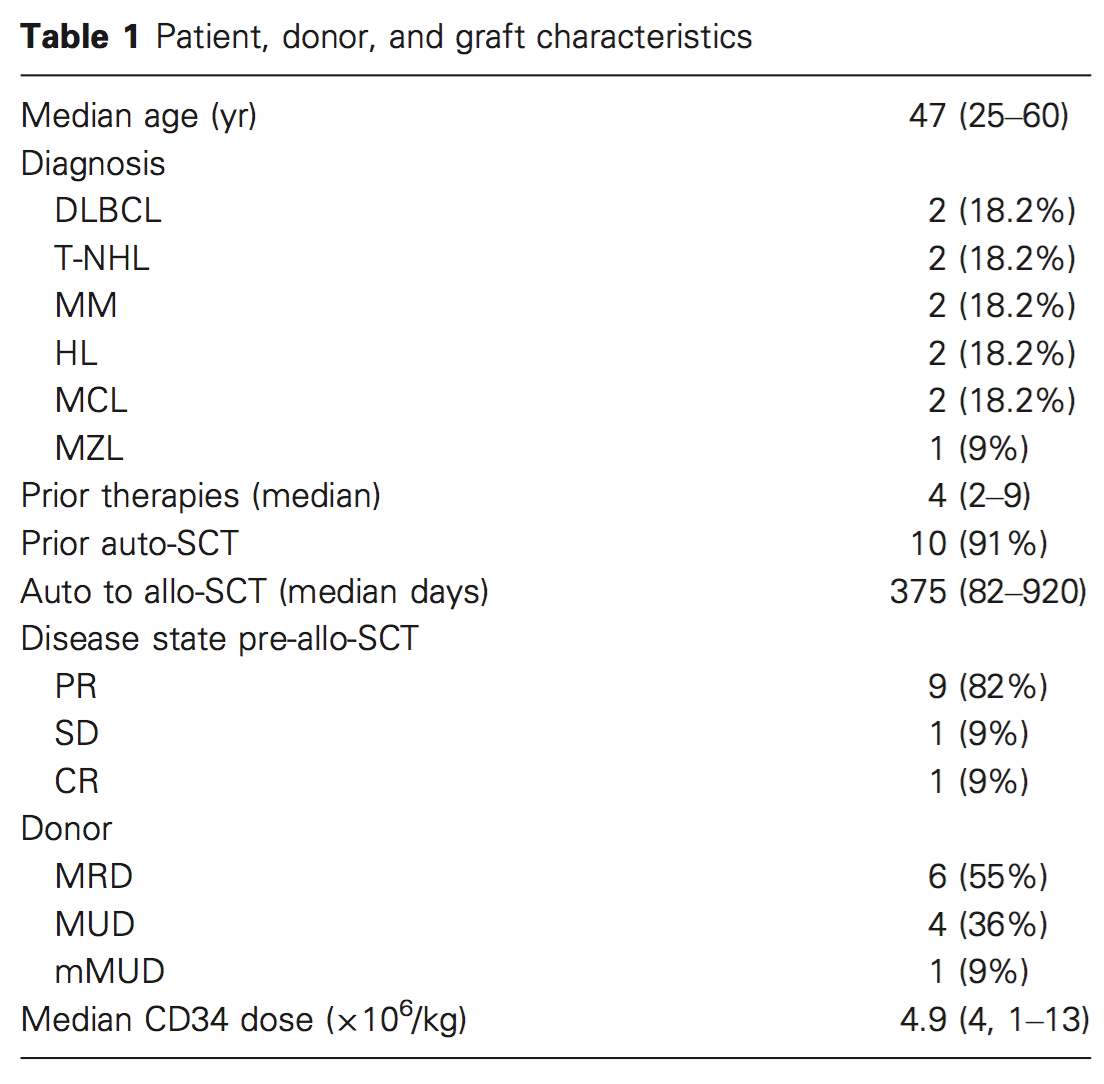 Table 1 Patient, donor, and graft characteristics
Median age (yr) 47 (25–60)
Diagnosis
DLBCL 2 (18.2%)
T-NHL 2 (18.2%)
MM 2 (18.2%)
HL 2 (18.2%)
MCL 2 (18.2%)
MZL 1 (9%)
Prior therapies (median) 4 (2–9)
Prior auto-SCT 10 (91%)
Auto to allo-SCT (median days) 375 (82–920)
Disease state pre-allo-SCT
PR 9 (82%)
SD 1 (9%)
CR 1 (9%)
Donor
MRD 6 (55%)
MUD 4 (36%)
mMUD 1 (9%)
Median CD34 dose (×10⁶/kg) 4.9 (4, 1–13)